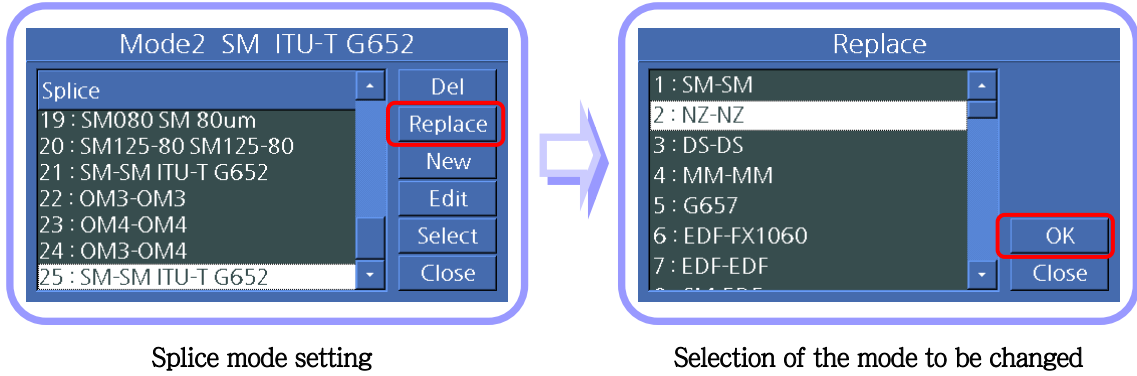 Mode2 SM ITU-T G652
Splice
19 : SM080 SM 80um
20 : SM125-80 SM125-80
21 : SM-SM ITU-T G652
22 : OM3-OM3
23 : OM4-OM4
24 : OM3-OM4
25 : SM-SM ITU-T G652
Del
Replace
New
Edit
Select
Close
Splice mode setting
Replace
1 : SM-SM
2 : NZ-NZ
3 : DS-DS
4 : MM-MM
5 : G657
6 : EDF-FX1060
7 : EDF-EDF
OK
Close
Selection of the mode to be changed